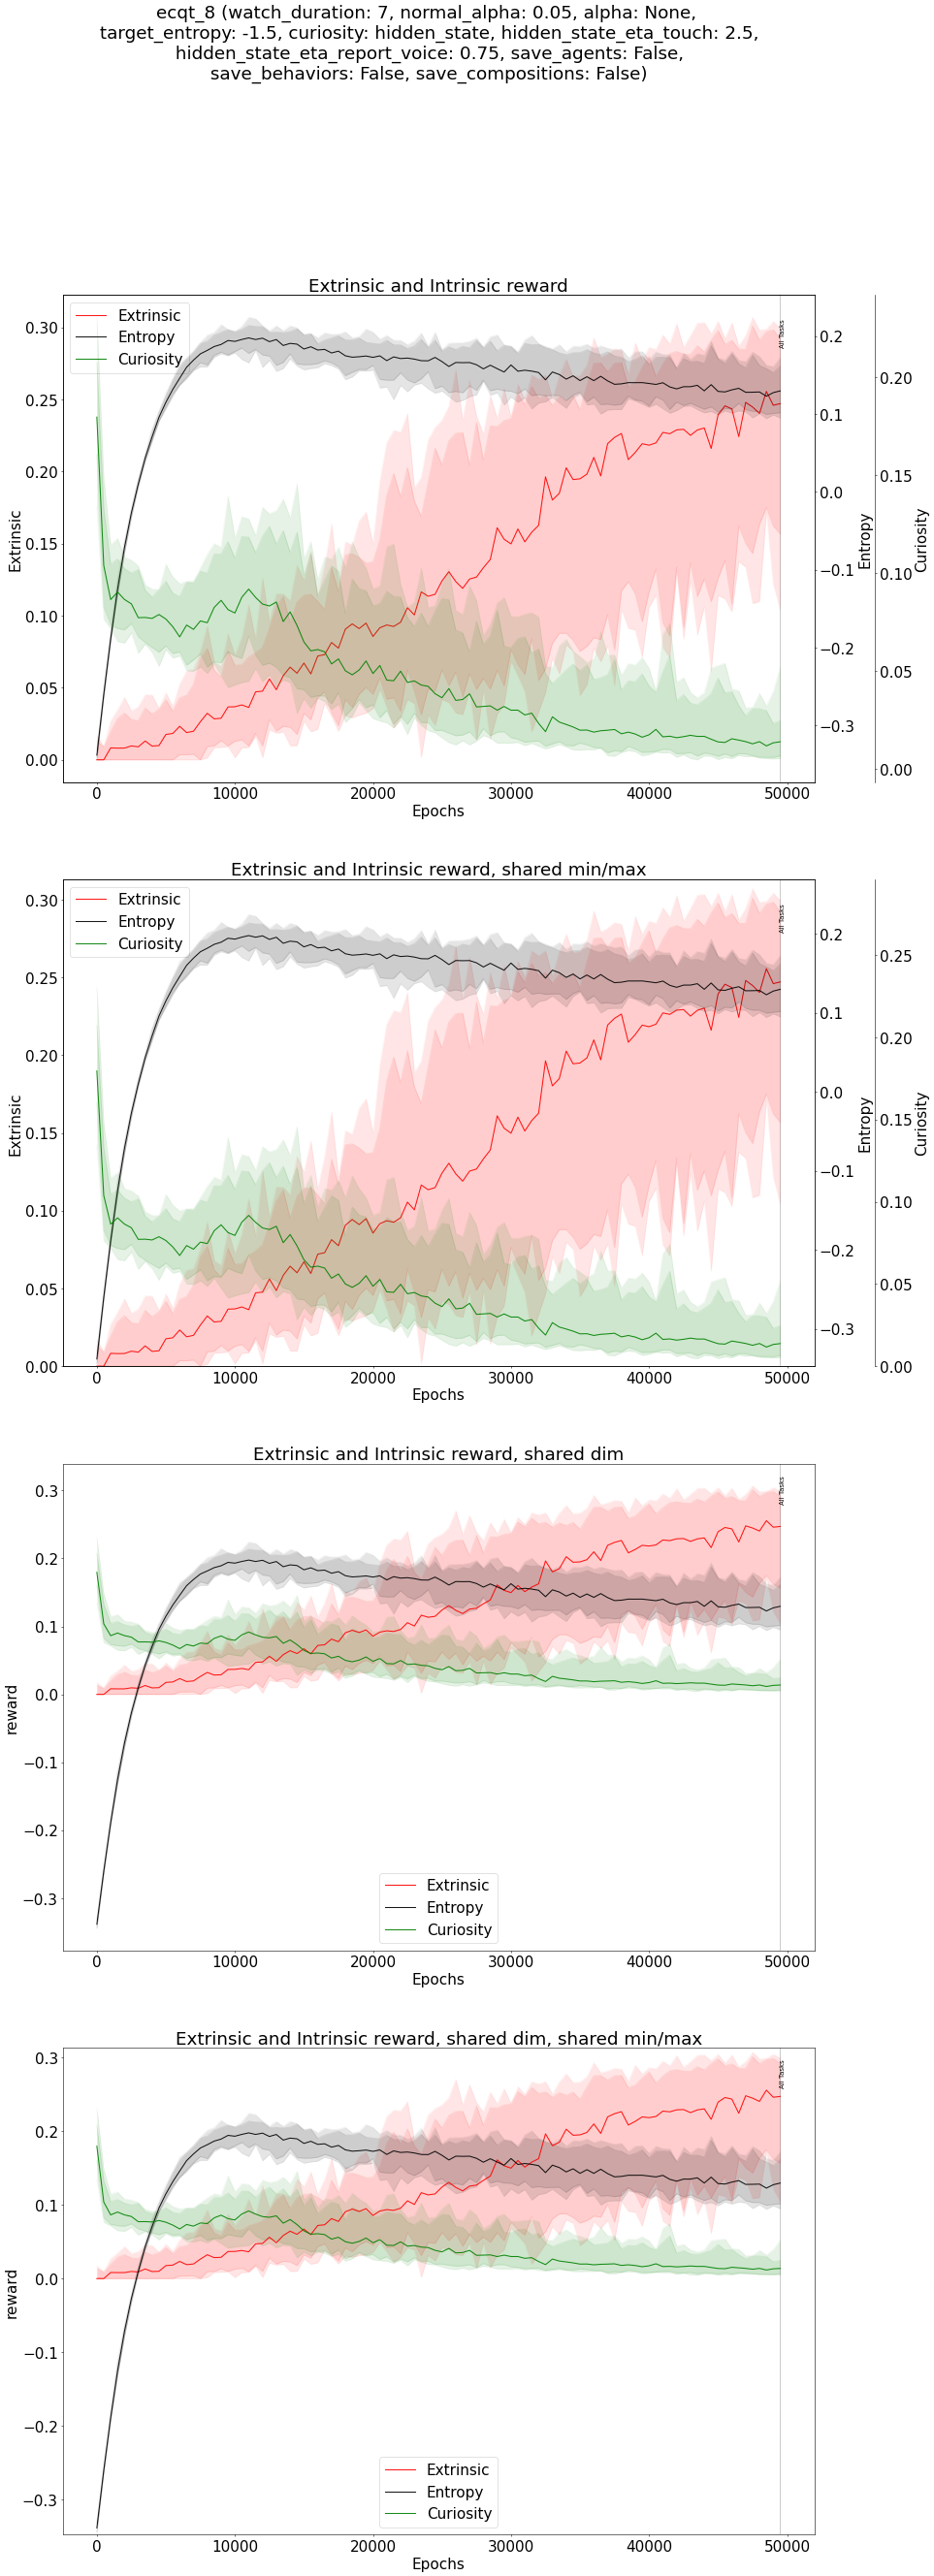 ecqt_8 (watch_duration: 7, normal_alpha: 0.05, alpha: None,
target_entropy: -1.5, curiosity: hidden_state, hidden_state_eta_touch: 2.5,
hidden_state_eta_report_voice: 0.75, save_agents: False,
save_behaviors: False, save_compositions: False)
Extrinsic and Intrinsic reward
Extrinsic
Entropy
Curiosity
All Tasks
0.30
0.25
0.20
0.15
0.10
0.05
0.00
Extrinsic
0.2
0.1
0.0
−0.1
−0.2
−0.3
Entropy
0.20
0.15
0.10
0.05
0.00
Curiosity
0 10000 20000 30000 40000 50000
Epochs
Extrinsic and Intrinsic reward, shared min/max
Extrinsic
Entropy
Curiosity
All Tasks
0.30
0.25
0.20
0.15
0.10
0.05
0.00
Extrinsic
0.2
0.1
0.0
−0.1
−0.2
−0.3
Entropy
0.25
0.20
0.15
0.10
0.05
0.00
Curiosity
0 10000 20000 30000 40000 50000
Epochs
Extrinsic and Intrinsic reward, shared dim
All Tasks
0.3
0.2
0.1
0.0
−0.1
−0.2
−0.3
reward
Extrinsic
Entropy
Curiosity
0 10000 20000 30000 40000 50000
Epochs
Extrinsic and Intrinsic reward, shared dim, shared min/max
All Tasks
0.3
0.2
0.1
0.0
−0.1
−0.2
−0.3
reward
Extrinsic
Entropy
Curiosity
0 10000 20000 30000 40000 50000
Epochs